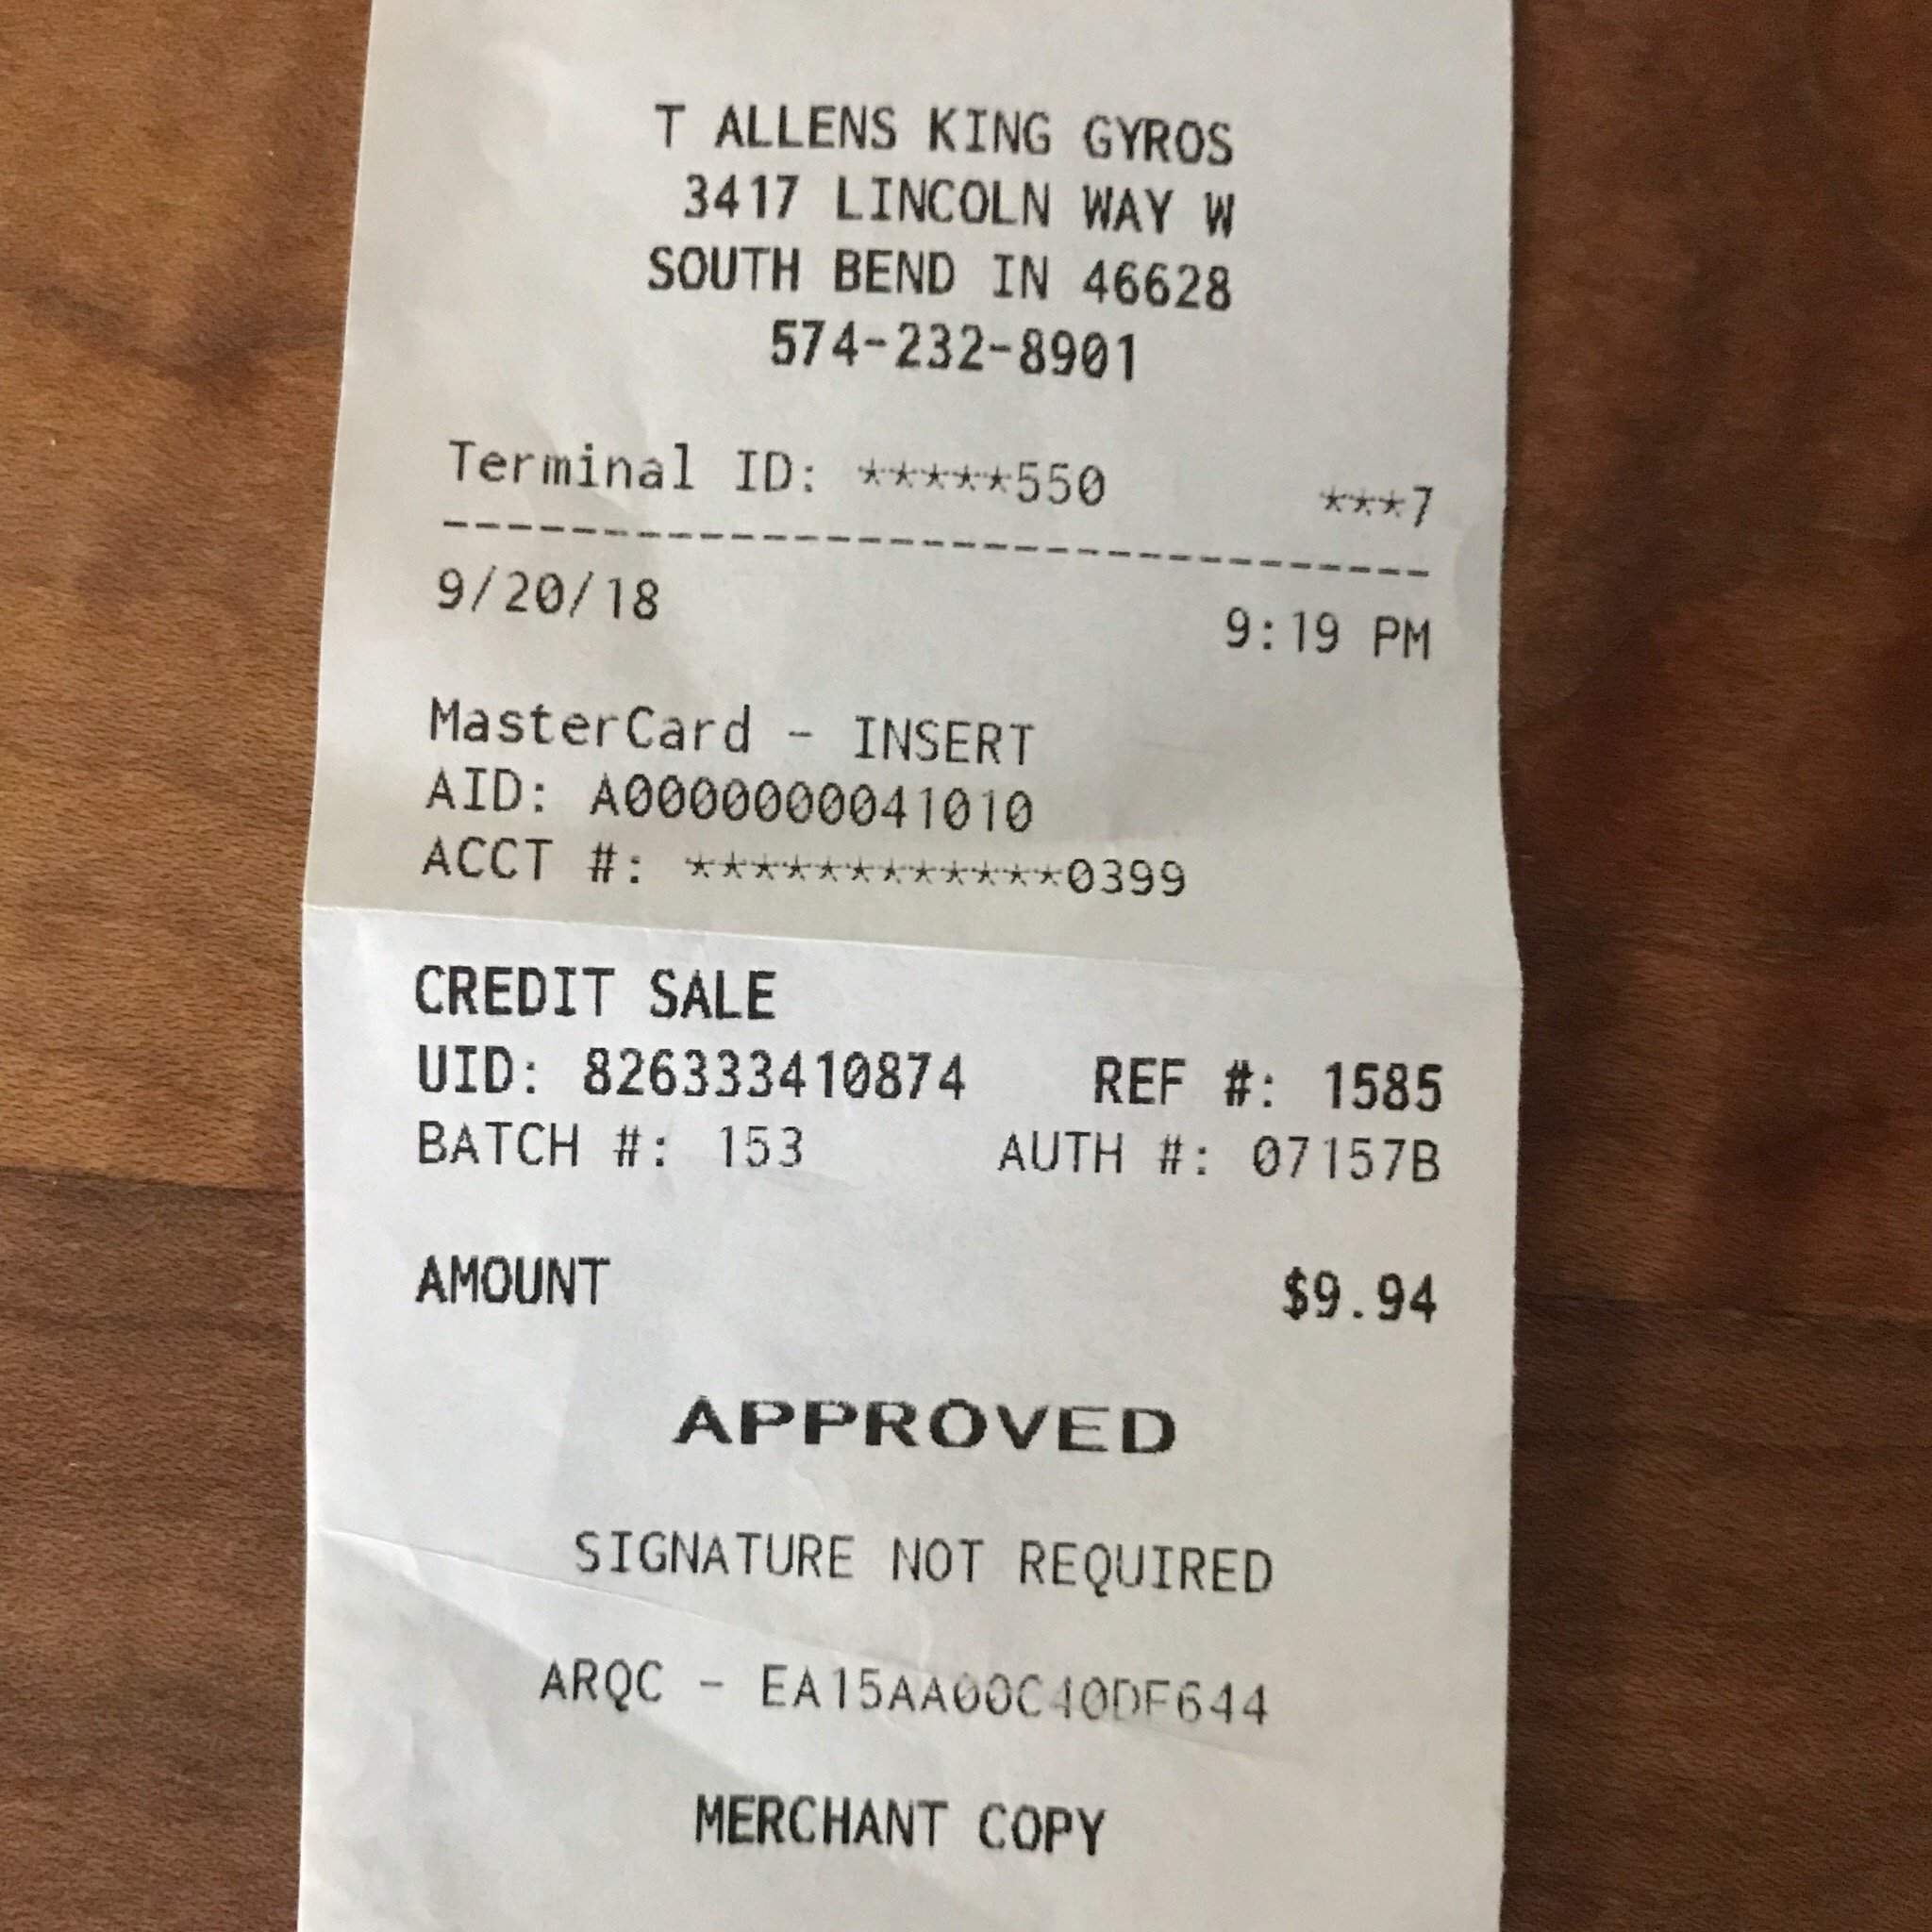 T ALLENS KING GYROS
3417 LINCOLN WAY W
SOUTH BEND IN 46628
574-232-8901
Terminal ID: *****550 ***7
--------------------------------
9/20/18 9:19 PM
MasterCard - INSERT
AID: A0000000041010
ACCT #: ************0399
CREDIT SALE
UID: 826333410874 REF #: 1585
BATCH #: 153 AUTH #: 07157B
AMOUNT $9.94
APPROVED
SIGNATURE NOT REQUIRED
ARQC - EA15AA00C40DF644
MERCHANT COPY